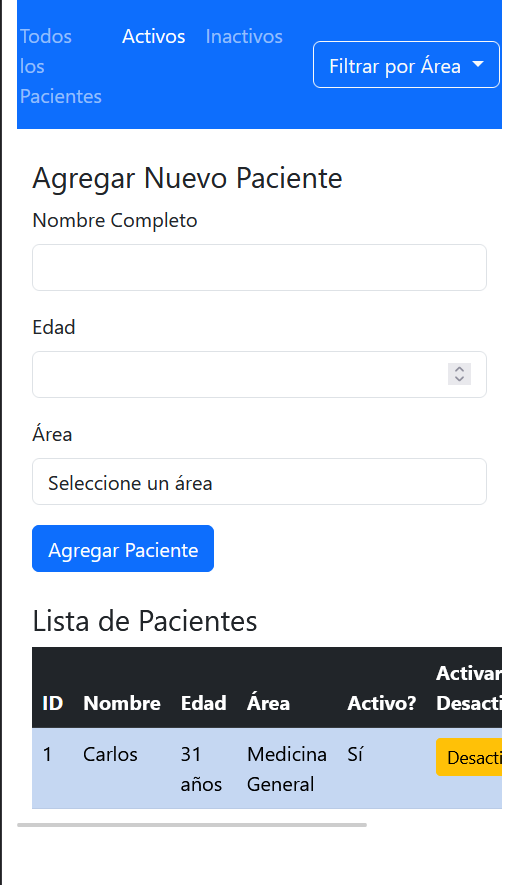 Todos los Pacientes
Activos
Inactivos
Filtrar por Área
Agregar Nuevo Paciente
Nombre Completo
Edad
Área
Seleccione un área
Agregar Paciente
Lista de Pacientes
ID Nombre Edad Área Activo? Activar Desacti
1 Carlos 31 años Medicina General Sí Desacti